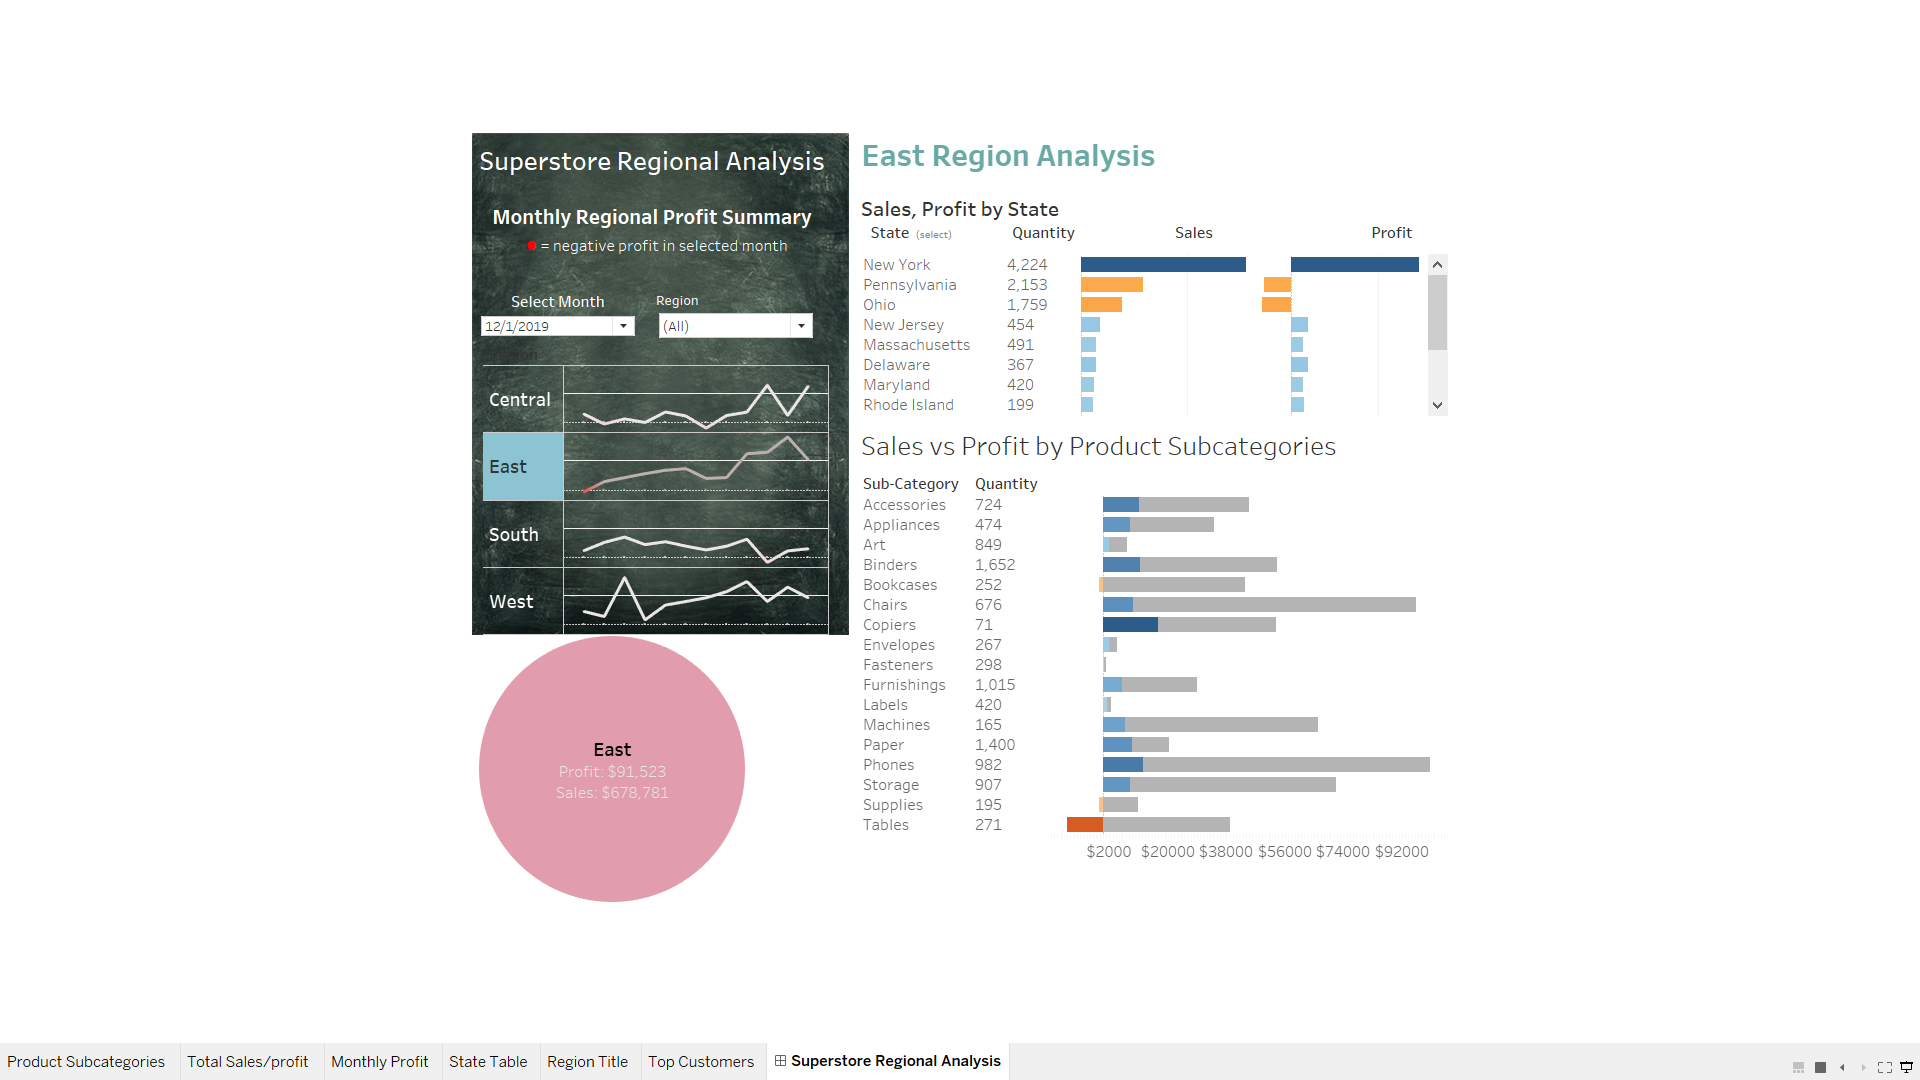 Superstore Regional Analysis
Monthly Regional Profit Summary
= negative profit in selected month
Select Month
Region
12/1/2019
(All)
Central
East
South
West
East
Profit: $91,523
Sales: $678,781
East Region Analysis
Sales, Profit by State
State (select) Quantity Sales Profit
New York 4,224
Pennsylvania 2,153
Ohio 1,759
New Jersey 454
Massachusetts 491
Delaware 367
Maryland 420
Rhode Island 199
Sales vs Profit by Product Subcategories
Sub-Category Quantity
Accessories 724
Appliances 474
Art 849
Binders 1,652
Bookcases 252
Chairs 676
Copiers 71
Envelopes 267
Fasteners 298
Furnishings 1,015
Labels 420
Machines 165
Paper 1,400
Phones 982
Storage 907
Supplies 195
Tables 271
$2000 $20000 $38000 $56000 $74000 $92000
Product Subcategories Total Sales/profit Monthly Profit State Table Region Title Top Customers Superstore Regional Analysis